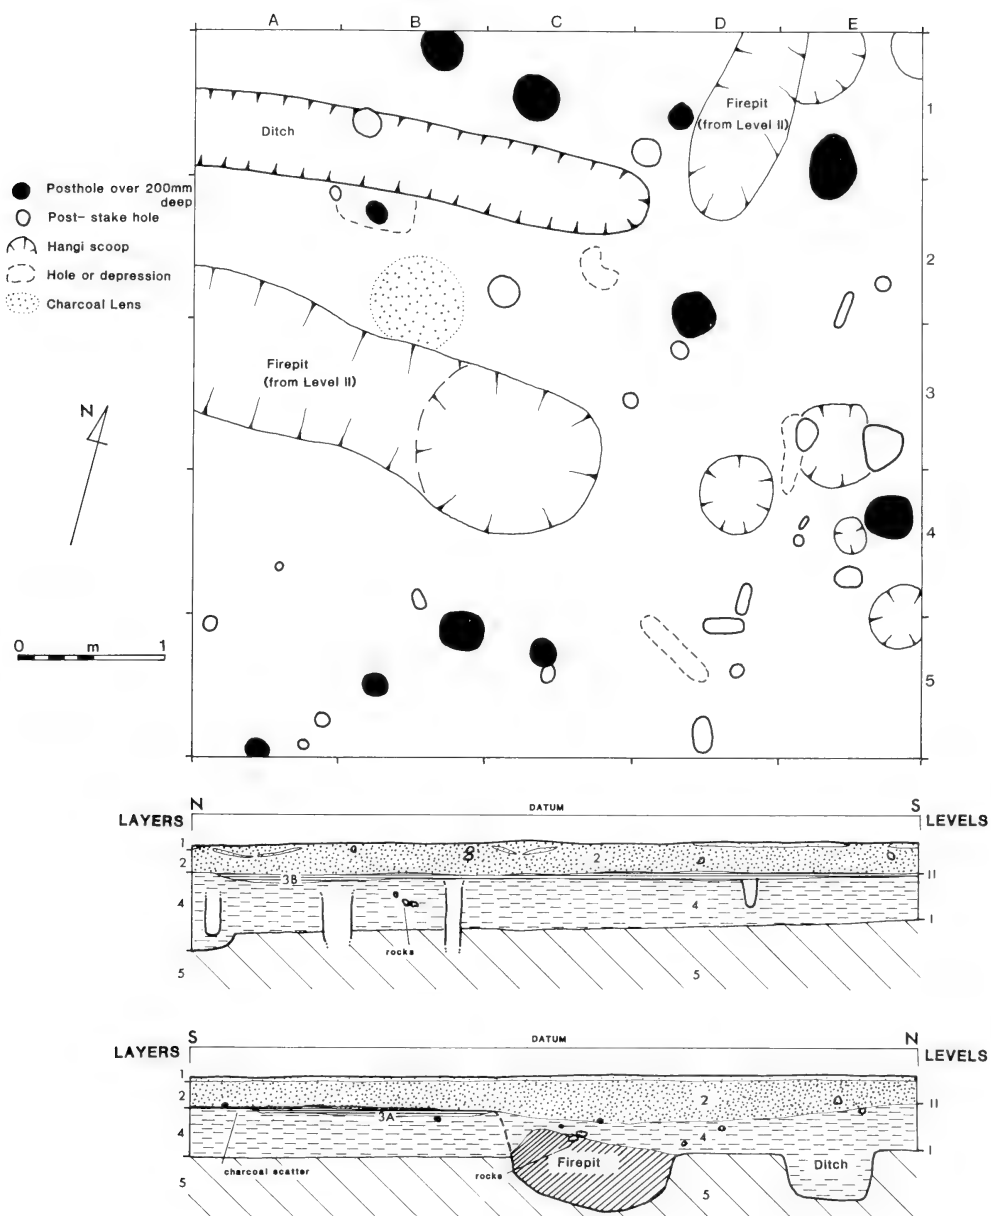 A B C D E
1
2
3
4
5
Ditch
Firepit
(from Level II)
Firepit
(from Level II)
Posthole over 200mm
deep
Post- stake hole
Hangi scoop
Hole or depression
Charcoal Lens
N
0 m 1
N DATUM S
LAYERS LEVELS
1
2 2
3B II
4 4
I
rocks
5 5
S DATUM N
LAYERS LEVELS
1
2 2
II
3A
4 4
I
charcoal scatter
rocks
Firepit
Ditch
5 5